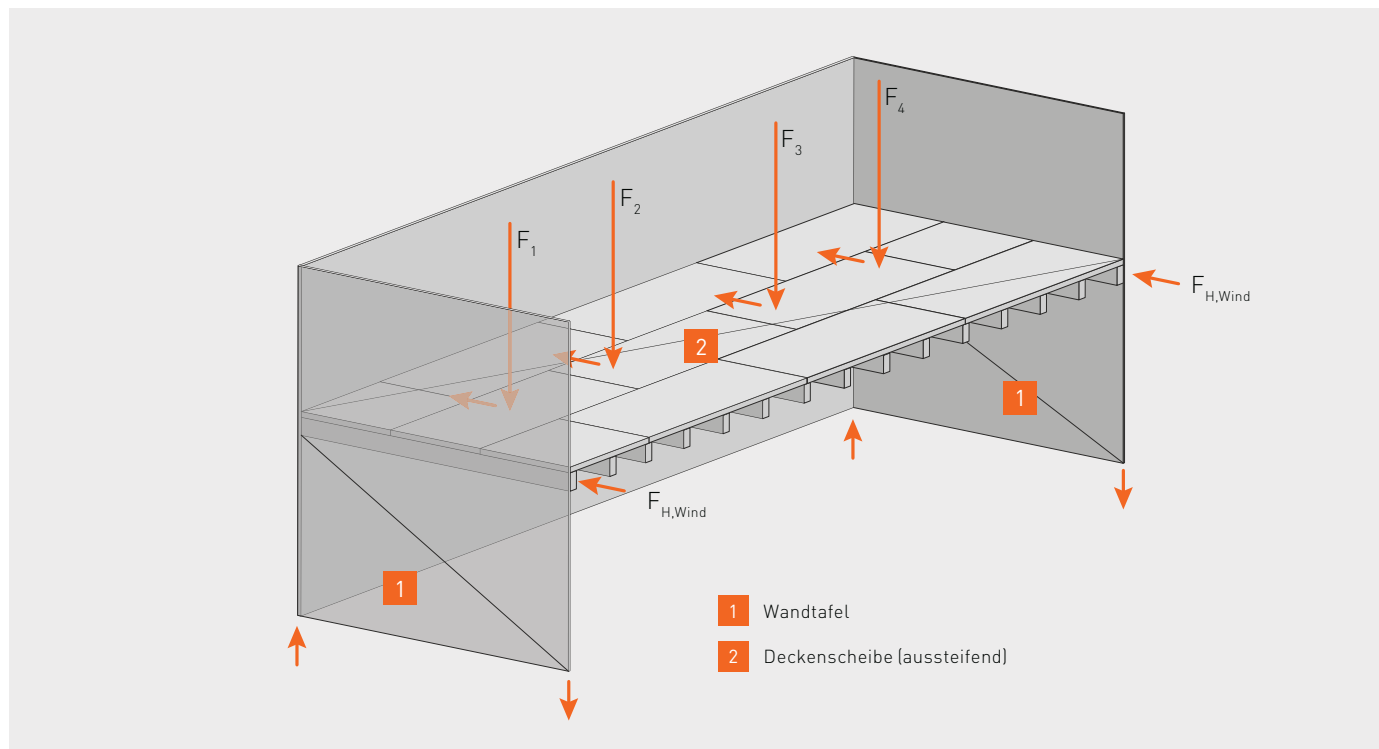 F4
F3
F2
F1
FH,Wind
2
1
FH,Wind
1
1 Wandtafel
2 Deckenscheibe (aussteifend)